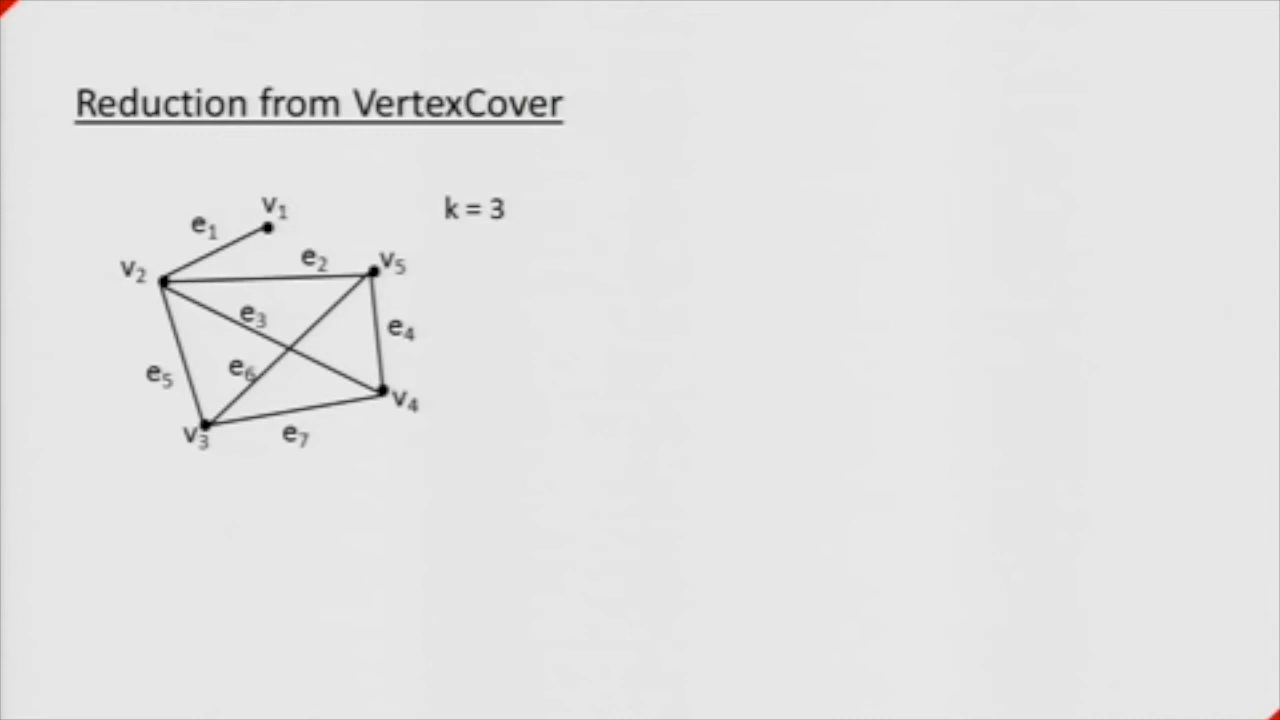 Reduction from VertexCover
v₁
k = 3
e₁
e₂
v₅
v₂
e₃
e₄
e₆
e₅
v₄
v₃
e₇